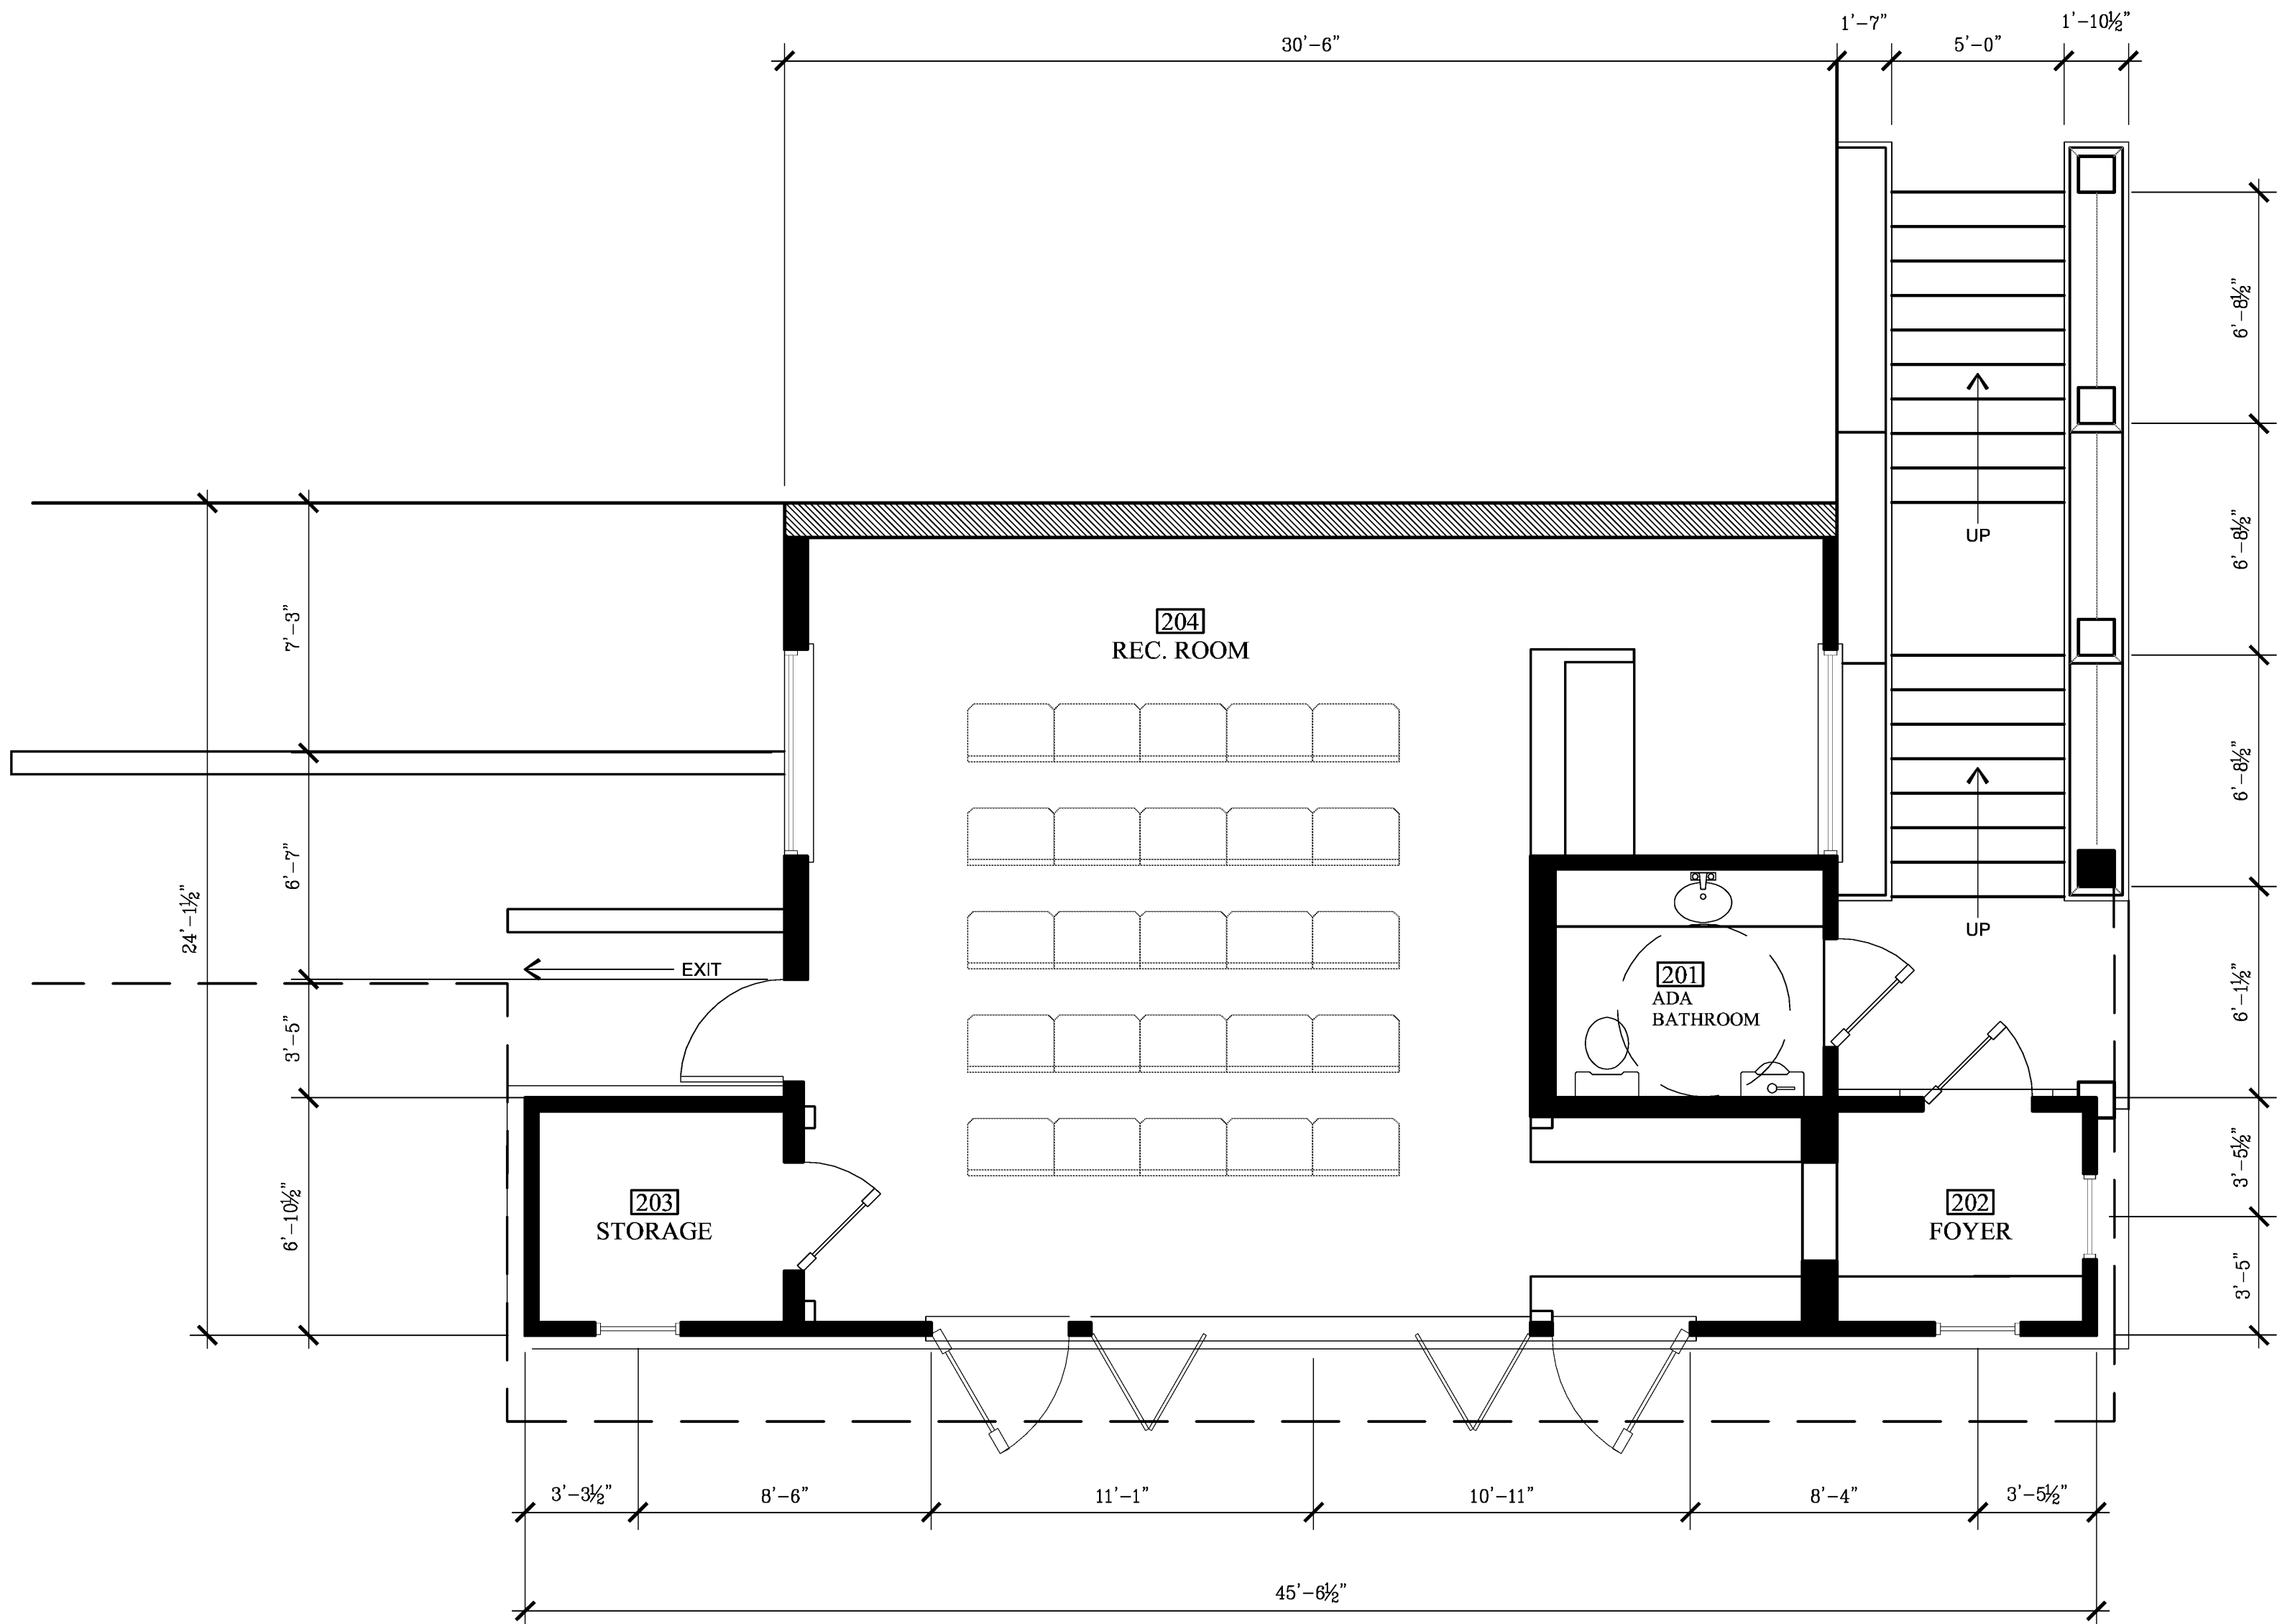 1'-7" 1'-10½"
30'-6" 5'-0"
6'-8½"
UP
6'-8½"
7'-3"
204
REC. ROOM
6'-8½"
6'-7"
24'-1½"
UP
EXIT
201
ADA
BATHROOM
6'-1½"
3'-5"
3'-5½"
6'-10½"
203
STORAGE
202
FOYER
3'-5"
3'-3½" 8'-6" 11'-1" 10'-11" 8'-4" 3'-5½"
45'-6½"